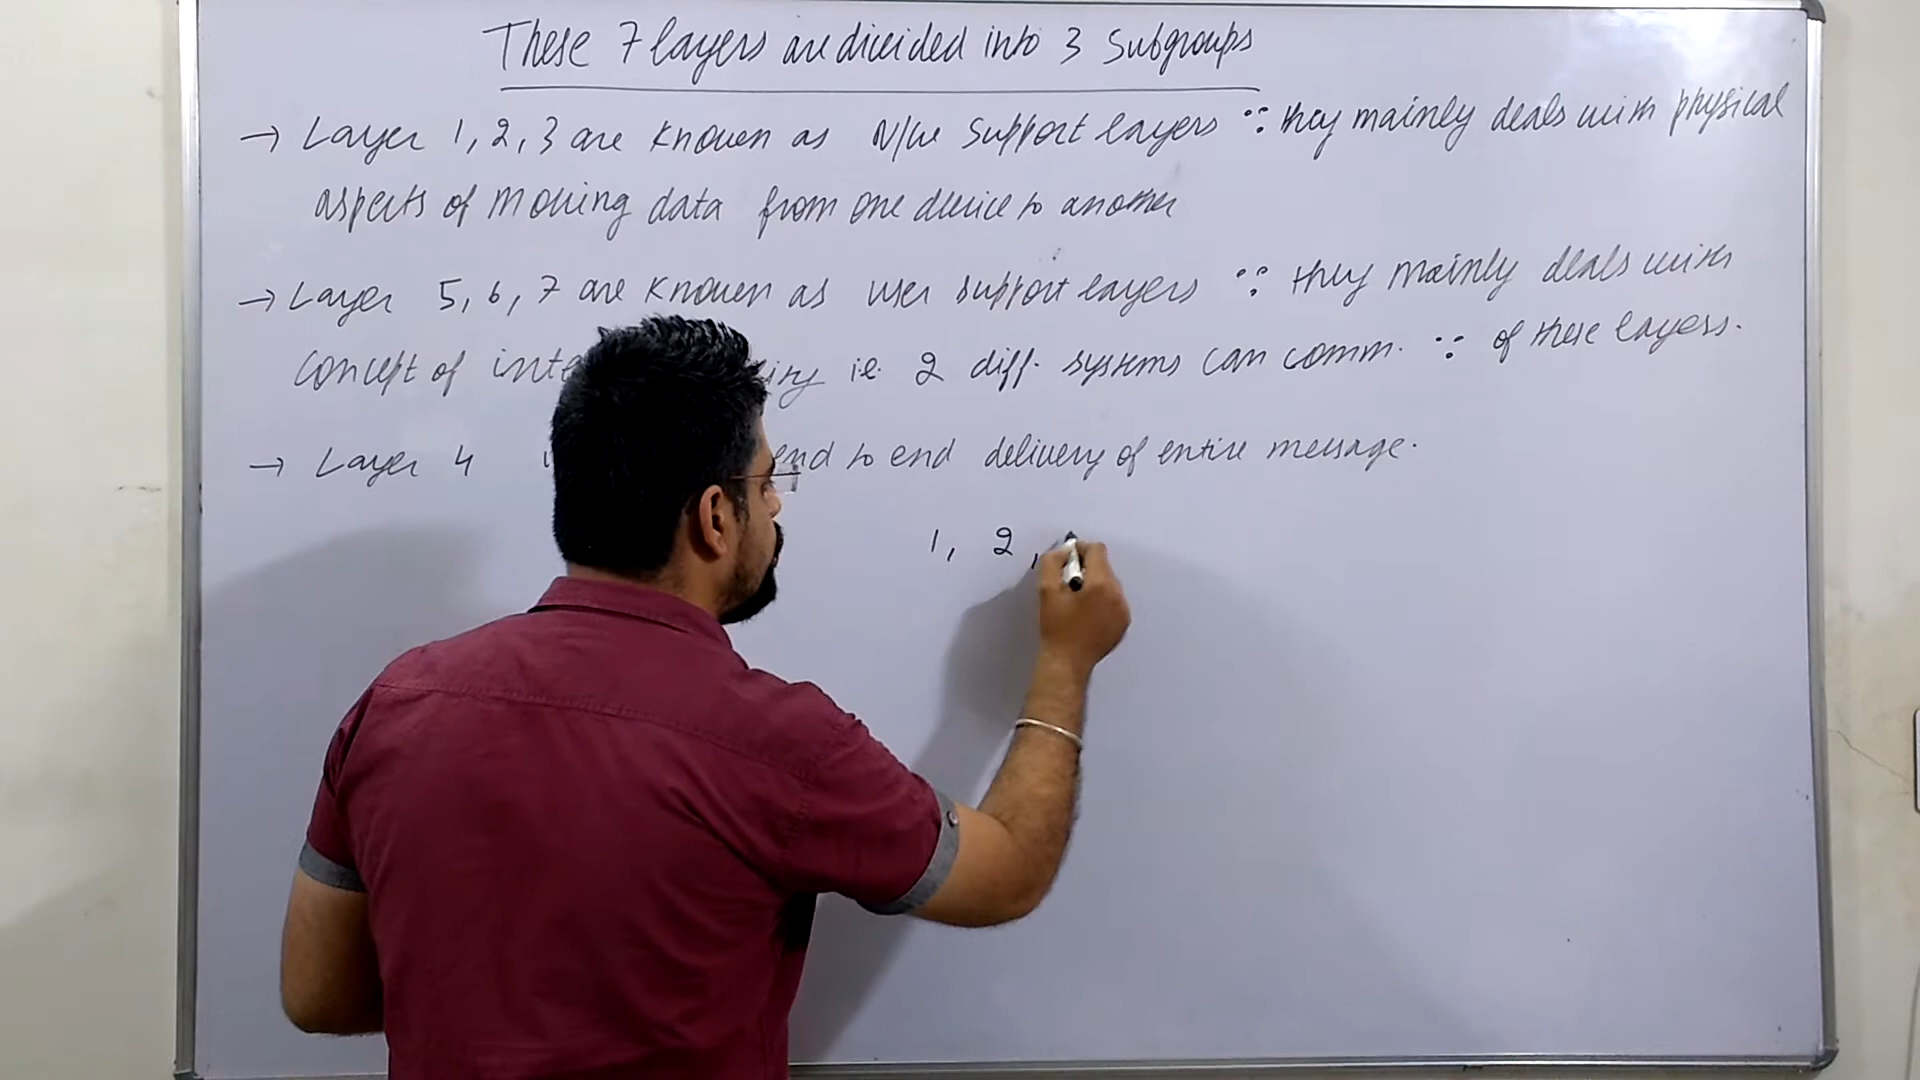 These 7 layers are divided into 3 Subgroups
→ Layer 1, 2, 3 are known as N/w Support layers ∵ they mainly deals with physical
aspects of moving data from one device to another
→ Layer 5, 6, 7 are known as user support layers ∵ they mainly deals with
concept of i.e. 2 diff. systems can comm. ∵ of these layers.
→ Layer 4 end to end delivery of entire message.
1, 2,